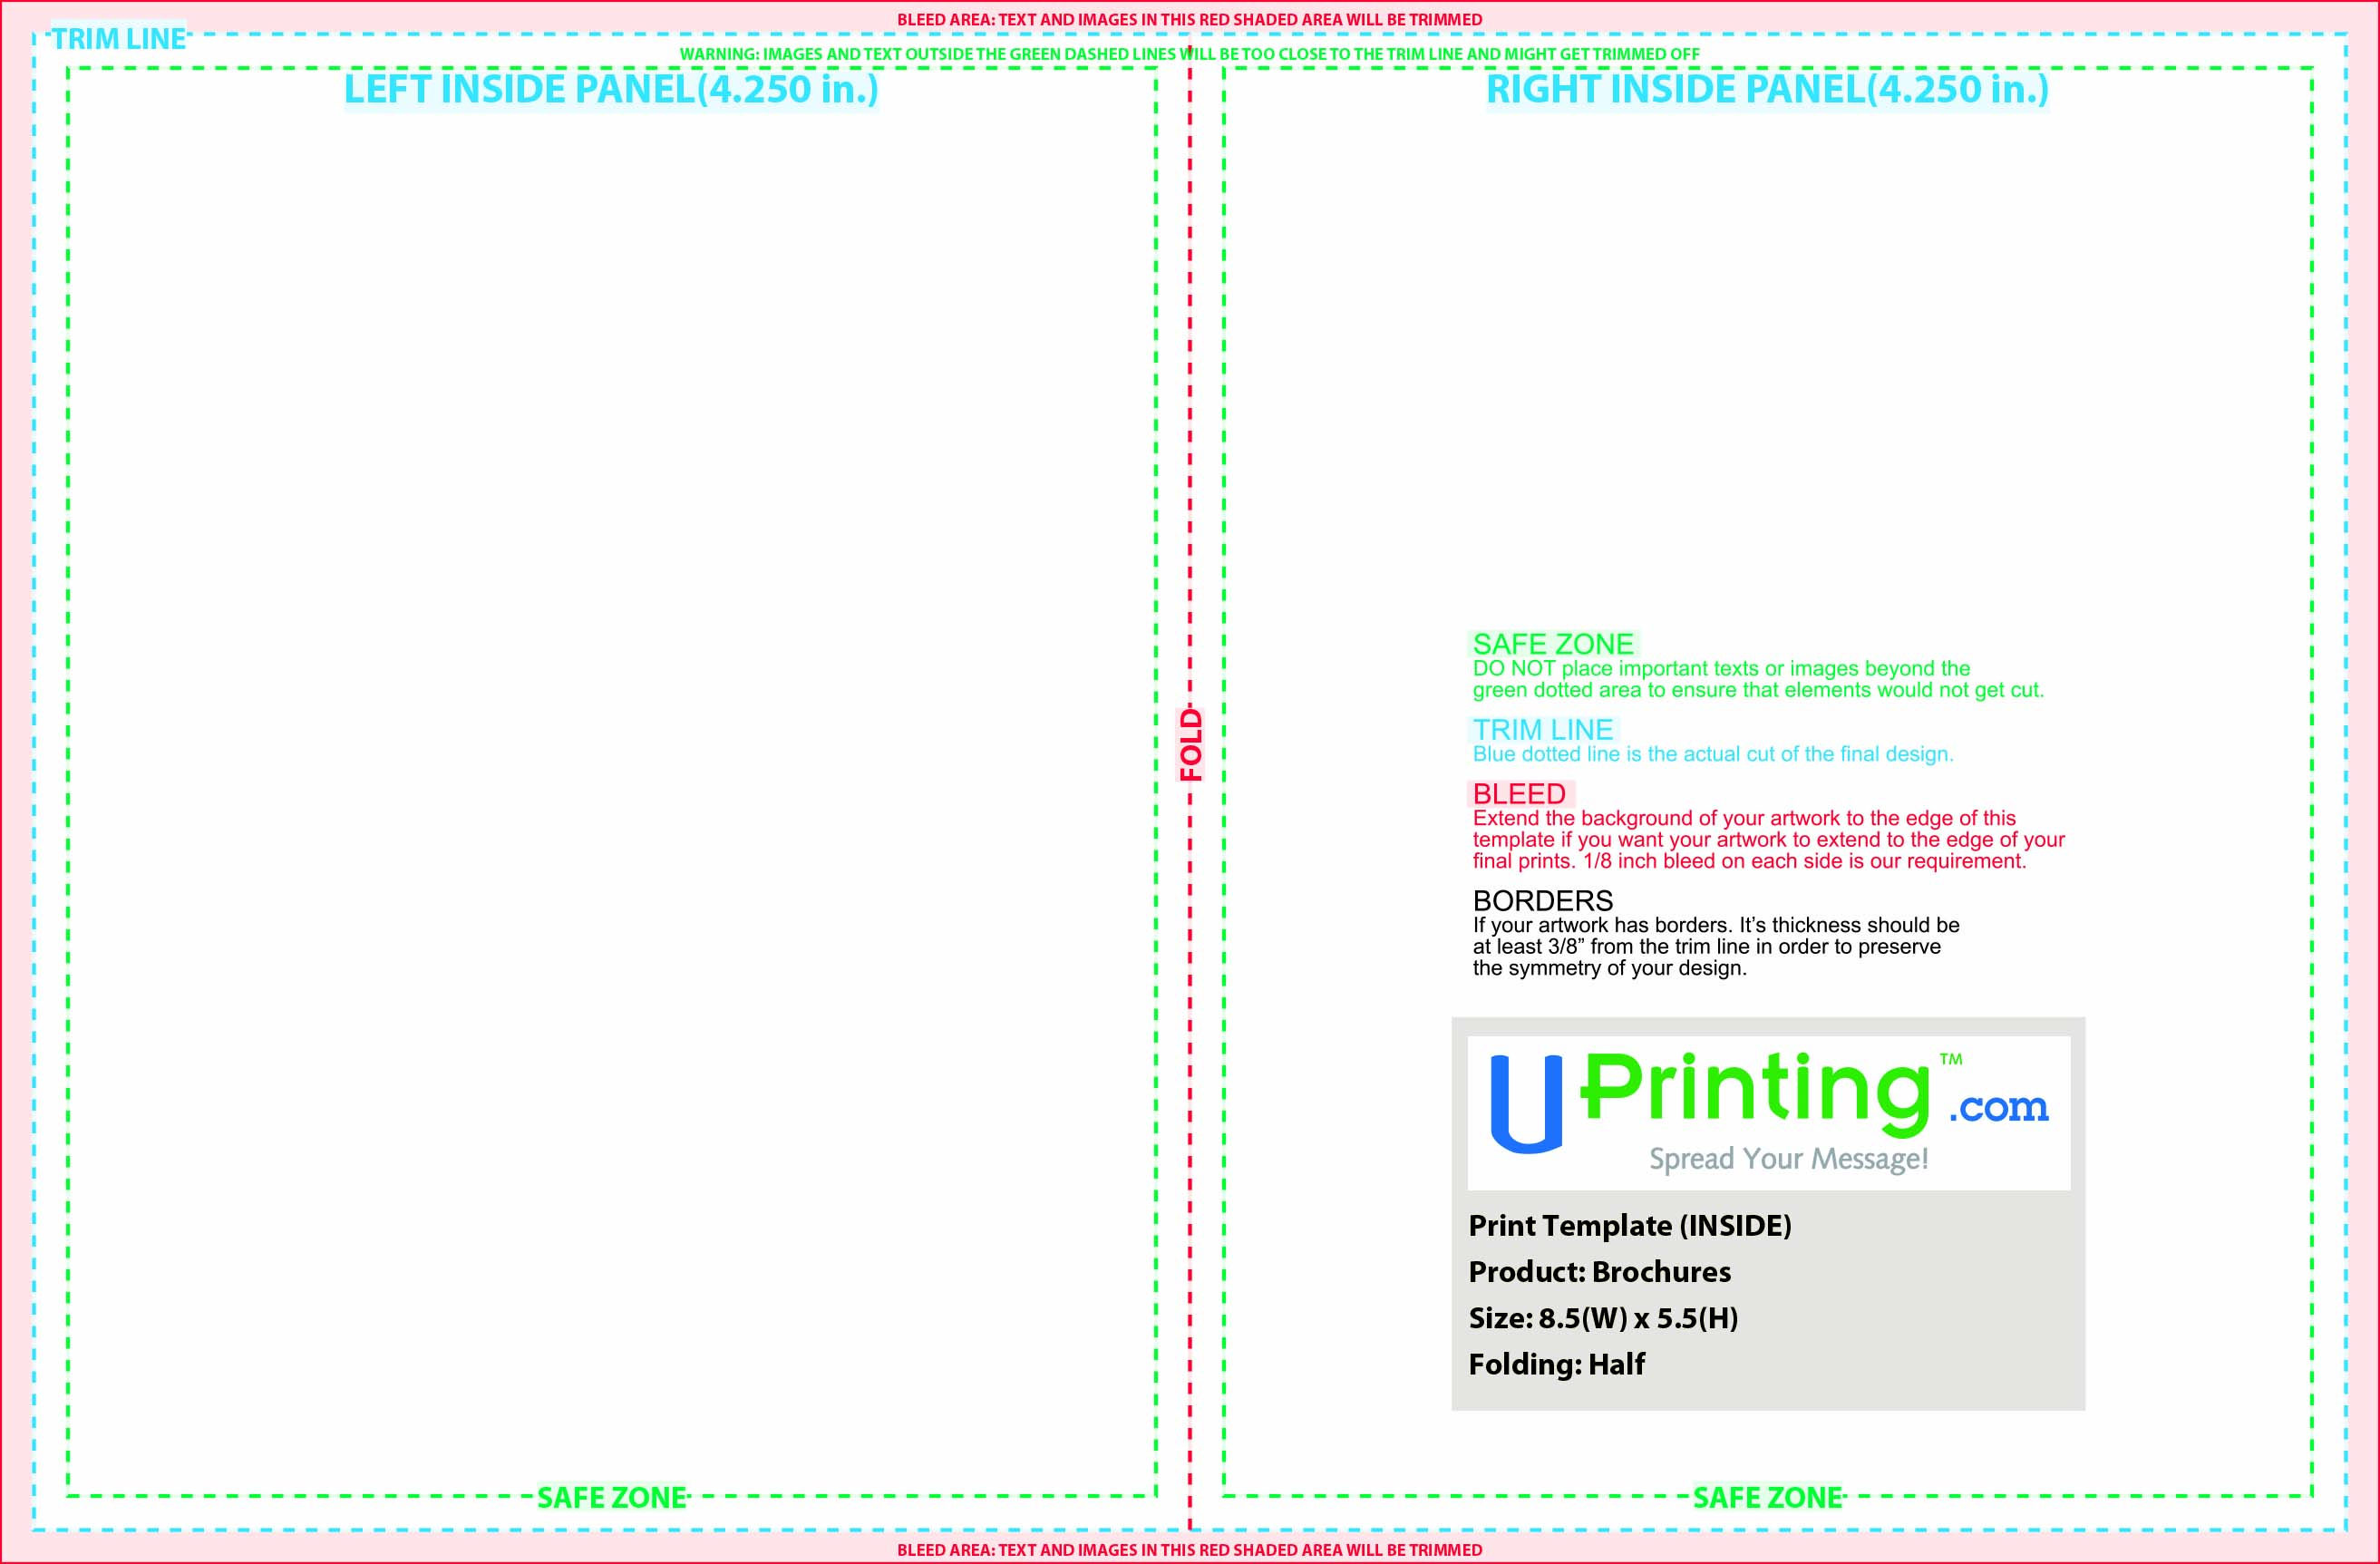 BLEED AREA: TEXT AND IMAGES IN THIS RED SHADED AREA WILL BE TRIMMED
TRIM LINE
WARNING: IMAGES AND TEXT OUTSIDE THE GREEN DASHED LINES WILL BE TOO CLOSE TO THE TRIM LINE AND MIGHT GET TRIMMED OFF
LEFT INSIDE PANEL(4.250 in.)
RIGHT INSIDE PANEL(4.250 in.)
FOLD
SAFE ZONE
DO NOT place important texts or images beyond the
green dotted area to ensure that elements would not get cut.
TRIM LINE
Blue dotted line is the actual cut of the final design.
BLEED
Extend the background of your artwork to the edge of this
template if you want your artwork to extend to the edge of your
final prints. 1/8 inch bleed on each side is our requirement.
BORDERS
If your artwork has borders. It’s thickness should be
at least 3/8” from the trim line in order to preserve
the symmetry of your design.
UPrinting™.com
Spread Your Message!
Print Template (INSIDE)
Product: Brochures
Size: 8.5(W) x 5.5(H)
Folding: Half
SAFE ZONE
SAFE ZONE
BLEED AREA: TEXT AND IMAGES IN THIS RED SHADED AREA WILL BE TRIMMED